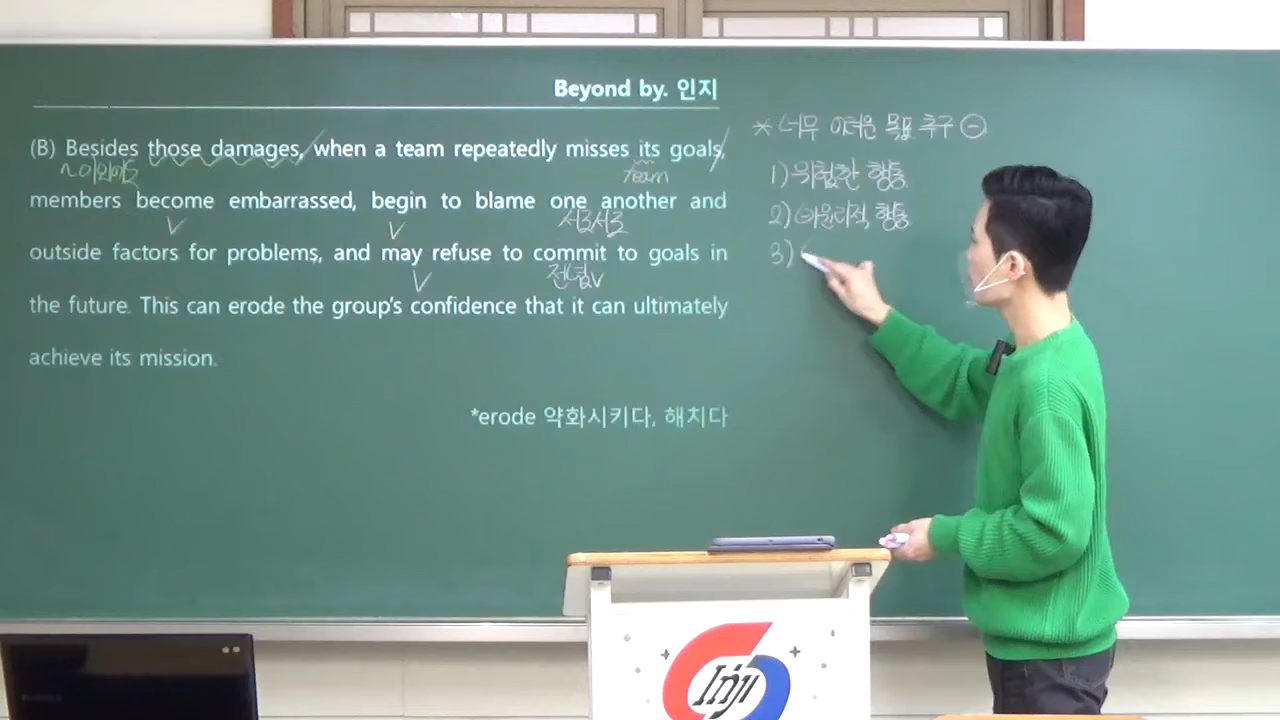 Beyond by. 인지
(B) Besides those damages, when a team repeatedly misses its goals,
~이외에도
team
members become embarrassed, begin to blame one another and
서로서로
outside factors for problems, and may refuse to commit to goals in
전념
the future. This can erode the group's confidence that it can ultimately
achieve its mission.
*erode 약화시키다, 해치다
* 너무 어려운 목표 추구 ⊖
1) 위험한 행동
2) 비윤리적 행동
3)
Inji